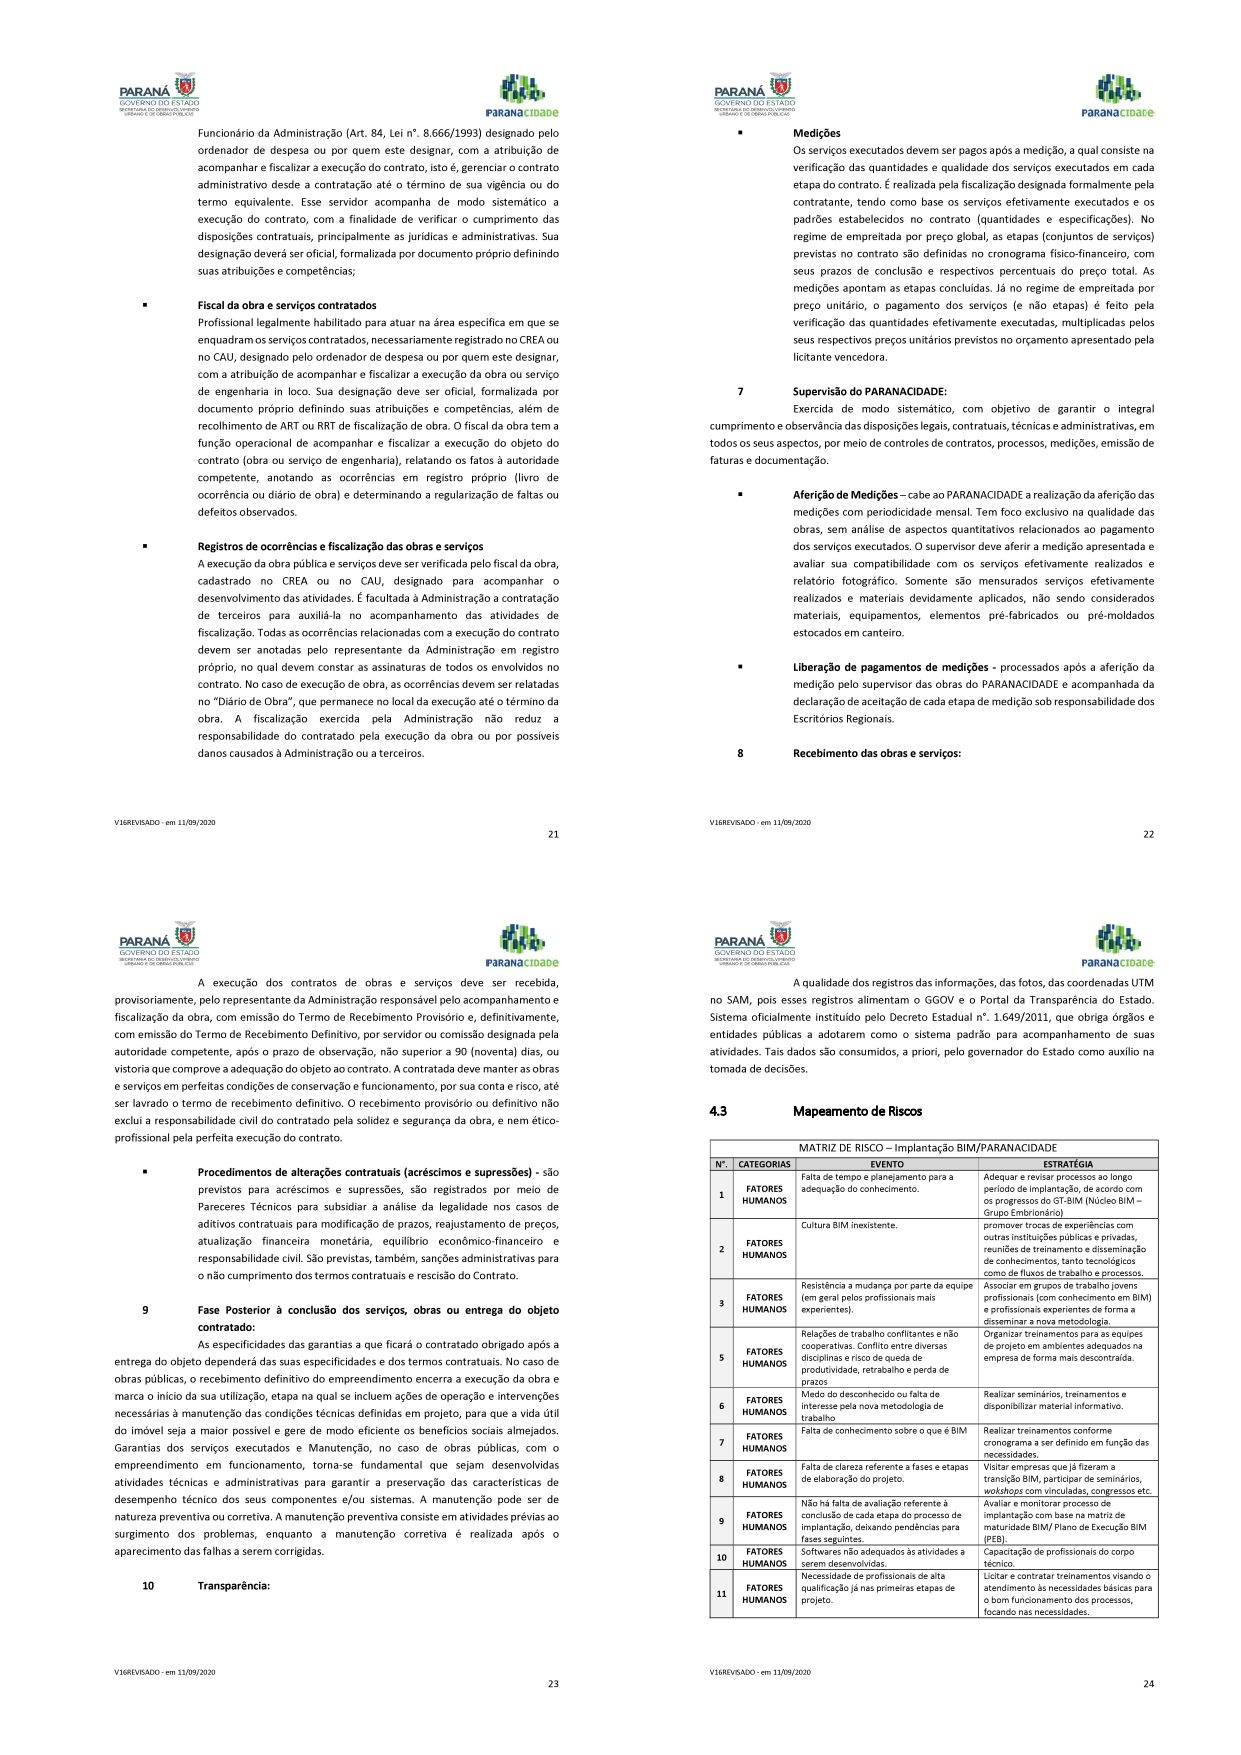 PARANÁ
GOVERNO DO ESTADO
SECRETARIA DO DESENVOLVIMENTO
URBANO E DE OBRAS PÚBLICAS
PARANACIDADE
Funcionário da Administração (Art. 84, Lei n°. 8.666/1993) designado pelo
ordenador de despesa ou por quem este designar, com a atribuição de
acompanhar e fiscalizar a execução do contrato, isto é, gerenciar o contrato
administrativo desde a contratação até o término de sua vigência ou do
termo equivalente. Esse servidor acompanha de modo sistemático a
execução do contrato, com a finalidade de verificar o cumprimento das
disposições contratuais, principalmente as jurídicas e administrativas. Sua
designação deverá ser oficial, formalizada por documento próprio definindo
suas atribuições e competências;
▪ Fiscal da obra e serviços contratados
Profissional legalmente habilitado para atuar na área específica em que se
enquadram os serviços contratados, necessariamente registrado no CREA ou
no CAU, designado pelo ordenador de despesa ou por quem este designar,
com a atribuição de acompanhar e fiscalizar a execução da obra ou serviço
de engenharia in loco. Sua designação deve ser oficial, formalizada por
documento próprio definindo suas atribuições e competências, além de
recolhimento de ART ou RRT de fiscalização de obra. O fiscal da obra tem a
função operacional de acompanhar e fiscalizar a execução do objeto do
contrato (obra ou serviço de engenharia), relatando os fatos à autoridade
competente, anotando as ocorrências em registro próprio (livro de
ocorrência ou diário de obra) e determinando a regularização de faltas ou
defeitos observados.
▪ Registros de ocorrências e fiscalização das obras e serviços
A execução da obra pública e serviços deve ser verificada pelo fiscal da obra,
cadastrado no CREA ou no CAU, designado para acompanhar o
desenvolvimento das atividades. É facultada à Administração a contratação
de terceiros para auxiliá-la no acompanhamento das atividades de
fiscalização. Todas as ocorrências relacionadas com a execução do contrato
devem ser anotadas pelo representante da Administração em registro
próprio, no qual devem constar as assinaturas de todos os envolvidos no
contrato. No caso de execução de obra, as ocorrências devem ser relatadas
no “Diário de Obra”, que permanece no local da execução até o término da
obra. A fiscalização exercida pela Administração não reduz a
responsabilidade do contratado pela execução da obra ou por possíveis
danos causados à Administração ou a terceiros.
V16REVISADO - em 11/09/2020
21
PARANÁ
GOVERNO DO ESTADO
SECRETARIA DO DESENVOLVIMENTO
URBANO E DE OBRAS PÚBLICAS
PARANACIDADE
▪ Medições
Os serviços executados devem ser pagos após a medição, a qual consiste na
verificação das quantidades e qualidade dos serviços executados em cada
etapa do contrato. É realizada pela fiscalização designada formalmente pela
contratante, tendo como base os serviços efetivamente executados e os
padrões estabelecidos no contrato (quantidades e especificações). No
regime de empreitada por preço global, as etapas (conjuntos de serviços)
previstas no contrato são definidas no cronograma físico-financeiro, com
seus prazos de conclusão e respectivos percentuais do preço total. As
medições apontam as etapas concluídas. Já no regime de empreitada por
preço unitário, o pagamento dos serviços (e não etapas) é feito pela
verificação das quantidades efetivamente executadas, multiplicadas pelos
seus respectivos preços unitários previstos no orçamento apresentado pela
licitante vencedora.
7 Supervisão do PARANACIDADE:
Exercida de modo sistemático, com objetivo de garantir o integral
cumprimento e observância das disposições legais, contratuais, técnicas e administrativas, em
todos os seus aspectos, por meio de controles de contratos, processos, medições, emissão de
faturas e documentação.
▪ Aferição de Medições – cabe ao PARANACIDADE a realização da aferição das
medições com periodicidade mensal. Tem foco exclusivo na qualidade das
obras, sem análise de aspectos quantitativos relacionados ao pagamento
dos serviços executados. O supervisor deve aferir a medição apresentada e
avaliar sua compatibilidade com os serviços efetivamente realizados e
relatório fotográfico. Somente são mensurados serviços efetivamente
realizados e materiais devidamente aplicados, não sendo considerados
materiais, equipamentos, elementos pré-fabricados ou pré-moldados
estocados em canteiro.
▪ Liberação de pagamentos de medições - processados após a aferição da
medição pelo supervisor das obras do PARANACIDADE e acompanhada da
declaração de aceitação de cada etapa de medição sob responsabilidade dos
Escritórios Regionais.
8 Recebimento das obras e serviços:
V16REVISADO - em 11/09/2020
22
PARANÁ
GOVERNO DO ESTADO
SECRETARIA DO DESENVOLVIMENTO
URBANO E DE OBRAS PÚBLICAS
PARANACIDADE
A execução dos contratos de obras e serviços deve ser recebida,
provisoriamente, pelo representante da Administração responsável pelo acompanhamento e
fiscalização da obra, com emissão do Termo de Recebimento Provisório e, definitivamente,
com emissão do Termo de Recebimento Definitivo, por servidor ou comissão designada pela
autoridade competente, após o prazo de observação, não superior a 90 (noventa) dias, ou
vistoria que comprove a adequação do objeto ao contrato. A contratada deve manter as obras
e serviços em perfeitas condições de conservação e funcionamento, por sua conta e risco, até
ser lavrado o termo de recebimento definitivo. O recebimento provisório ou definitivo não
exclui a responsabilidade civil do contratado pela solidez e segurança da obra, e nem ético-
profissional pela perfeita execução do contrato.
▪ Procedimentos de alterações contratuais (acréscimos e supressões) - são
previstos para acréscimos e supressões, são registrados por meio de
Pareceres Técnicos para subsidiar a análise da legalidade nos casos de
aditivos contratuais para modificação de prazos, reajustamento de preços,
atualização financeira monetária, equilíbrio econômico-financeiro e
responsabilidade civil. São previstas, também, sanções administrativas para
o não cumprimento dos termos contratuais e rescisão do Contrato.
9 Fase Posterior à conclusão dos serviços, obras ou entrega do objeto
contratado:
As especificidades das garantias a que ficará o contratado obrigado após a
entrega do objeto dependerá das suas especificidades e dos termos contratuais. No caso de
obras públicas, o recebimento definitivo do empreendimento encerra a execução da obra e
marca o início da sua utilização, etapa na qual se incluem ações de operação e intervenções
necessárias à manutenção das condições técnicas definidas em projeto, para que a vida útil
do imóvel seja a maior possível e gere de modo eficiente os benefícios sociais almejados.
Garantias dos serviços executados e Manutenção, no caso de obras públicas, com o
empreendimento em funcionamento, torna-se fundamental que sejam desenvolvidas
atividades técnicas e administrativas para garantir a preservação das características de
desempenho técnico dos seus componentes e/ou sistemas. A manutenção pode ser de
natureza preventiva ou corretiva. A manutenção preventiva consiste em atividades prévias ao
surgimento dos problemas, enquanto a manutenção corretiva é realizada após o
aparecimento das falhas a serem corrigidas.
10 Transparência:
V16REVISADO - em 11/09/2020
23
PARANÁ
GOVERNO DO ESTADO
SECRETARIA DO DESENVOLVIMENTO
URBANO E DE OBRAS PÚBLICAS
PARANACIDADE
A qualidade dos registros das informações, das fotos, das coordenadas UTM
no SAM, pois esses registros alimentam o GGOV e o Portal da Transparência do Estado.
Sistema oficialmente instituído pelo Decreto Estadual n°. 1.649/2011, que obriga órgãos e
entidades públicas a adotarem como o sistema padrão para acompanhamento de suas
atividades. Tais dados são consumidos, a priori, pelo governador do Estado como auxílio na
tomada de decisões.
4.3 Mapeamento de Riscos
MATRIZ DE RISCO – Implantação BIM/PARANACIDADE
N°. CATEGORIAS EVENTO ESTRATÉGIA
1
FATORES
HUMANOS
Falta de tempo e planejamento para a
adequação do conhecimento.
Adequar e revisar processos ao longo
período de implantação, de acordo com
os progressos do GT-BIM (Núcleo BIM –
Grupo Embrionário)
2
FATORES
HUMANOS
Cultura BIM inexistente.
promover trocas de experiências com
outras instituições públicas e privadas,
reuniões de treinamento e disseminação
de conhecimentos, tanto tecnológicos
como de fluxos de trabalho e processos.
3
FATORES
HUMANOS
Resistência a mudança por parte da equipe
(em geral pelos profissionais mais
experientes).
Associar em grupos de trabalho jovens
profissionais (com conhecimento em BIM)
e profissionais experientes de forma a
disseminar a nova metodologia.
5
FATORES
HUMANOS
Relações de trabalho conflitantes e não
cooperativas. Conflito entre diversas
disciplinas e risco de queda de
produtividade, retrabalho e perda de
prazos
Organizar treinamentos para as equipes
de projeto em ambientes adequados na
empresa de forma mais descontraída.
6
FATORES
HUMANOS
Medo do desconhecido ou falta de
interesse pela nova metodologia de
trabalho
Realizar seminários, treinamentos e
disponibilizar material informativo.
7
FATORES
HUMANOS
Falta de conhecimento sobre o que é BIM
Realizar treinamentos conforme
cronograma a ser definido em função das
necessidades.
8
FATORES
HUMANOS
Falta de clareza referente a fases e etapas
de elaboração do projeto.
Visitar empresas que já fizeram a
transição BIM, participar de seminários,
wokshops com vinculadas, congressos etc.
9
FATORES
HUMANOS
Não há falta de avaliação referente à
conclusão de cada etapa do processo de
implantação, deixando pendências para
fases seguintes.
Avaliar e monitorar processo de
implantação com base na matriz de
maturidade BIM/ Plano de Execução BIM
(PEB).
10
FATORES
HUMANOS
Softwares não adequados às atividades a
serem desenvolvidas.
Capacitação de profissionais do corpo
técnico.
11
FATORES
HUMANOS
Necessidade de profissionais de alta
qualificação já nas primeiras etapas de
projeto.
Licitar e contratar treinamentos visando o
atendimento às necessidades básicas para
o bom funcionamento dos processos,
focando nas necessidades.
V16REVISADO - em 11/09/2020
24